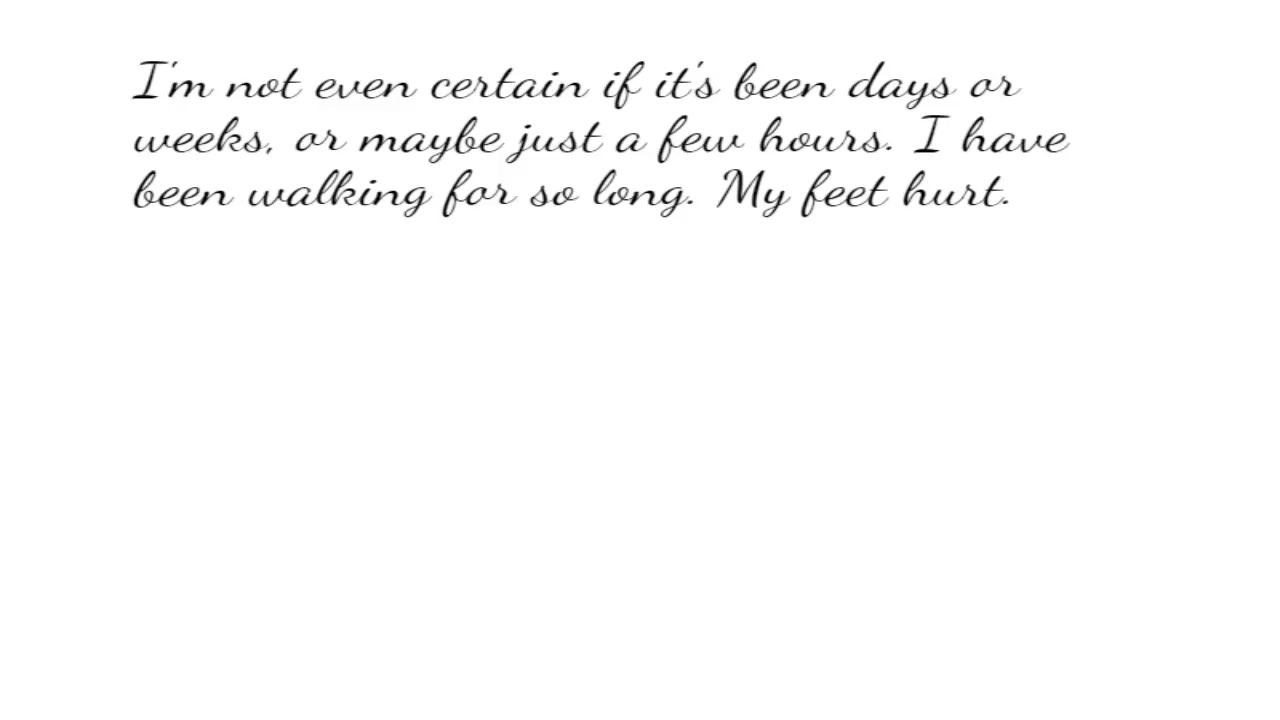 I'm not even certain if it's been days or
weeks, or maybe just a few hours. I have
been walking for so long. My feet hurt.